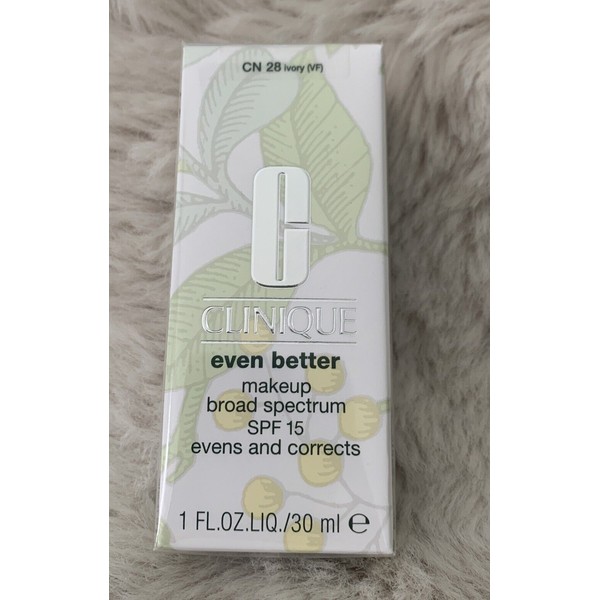 CN 28 ivory (VF)
C
CLINIQUE
even better
makeup
broad spectrum
SPF 15
evens and corrects
1 FL.OZ.LIQ./30 ml ℮